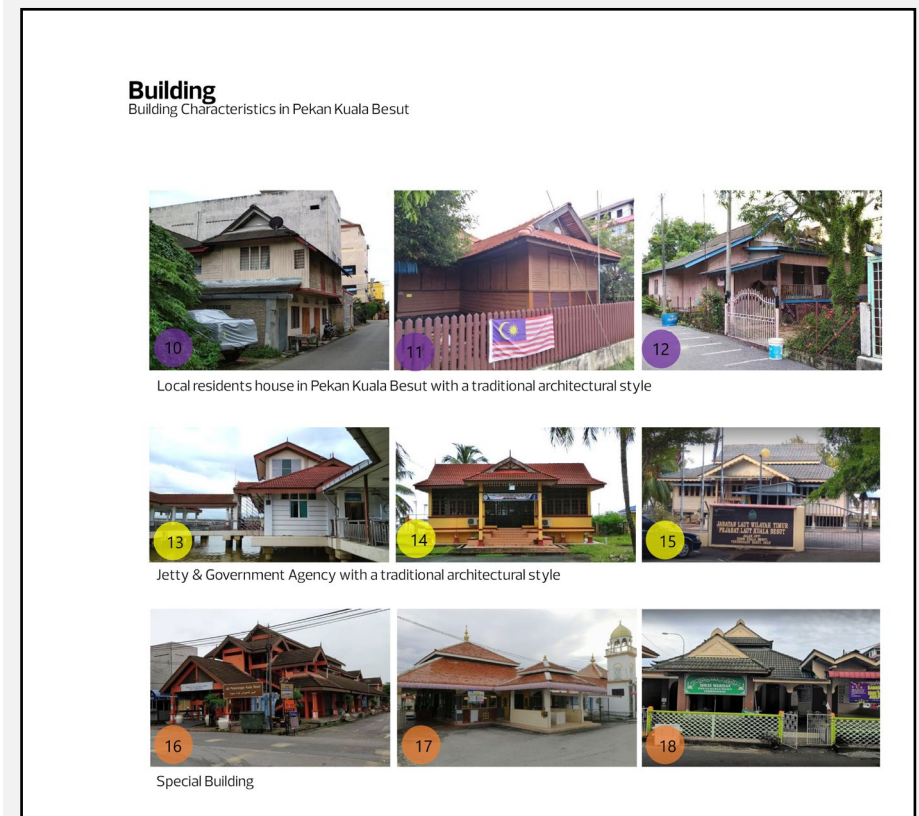 Building
Building Characteristics in Pekan Kuala Besut
10
11
12
Local residents house in Pekan Kuala Besut with a traditional architectural style
13
14
15
JABATAN LAUT WILAYAH TIMUR
PEJABAT LAUT KUALA BESUT
Jetty & Government Agency with a traditional architectural style
16
17
18
Special Building